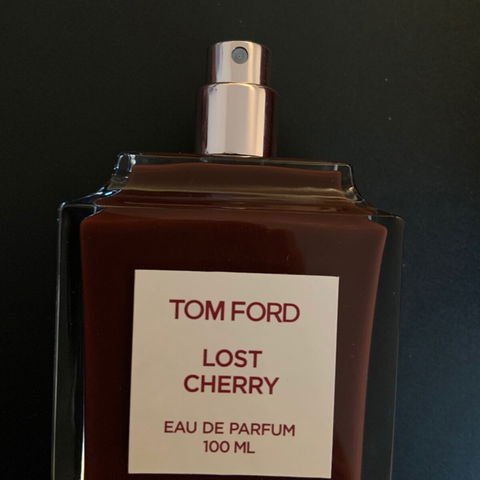 TOM FORD
LOST
CHERRY
EAU DE PARFUM
100 ML